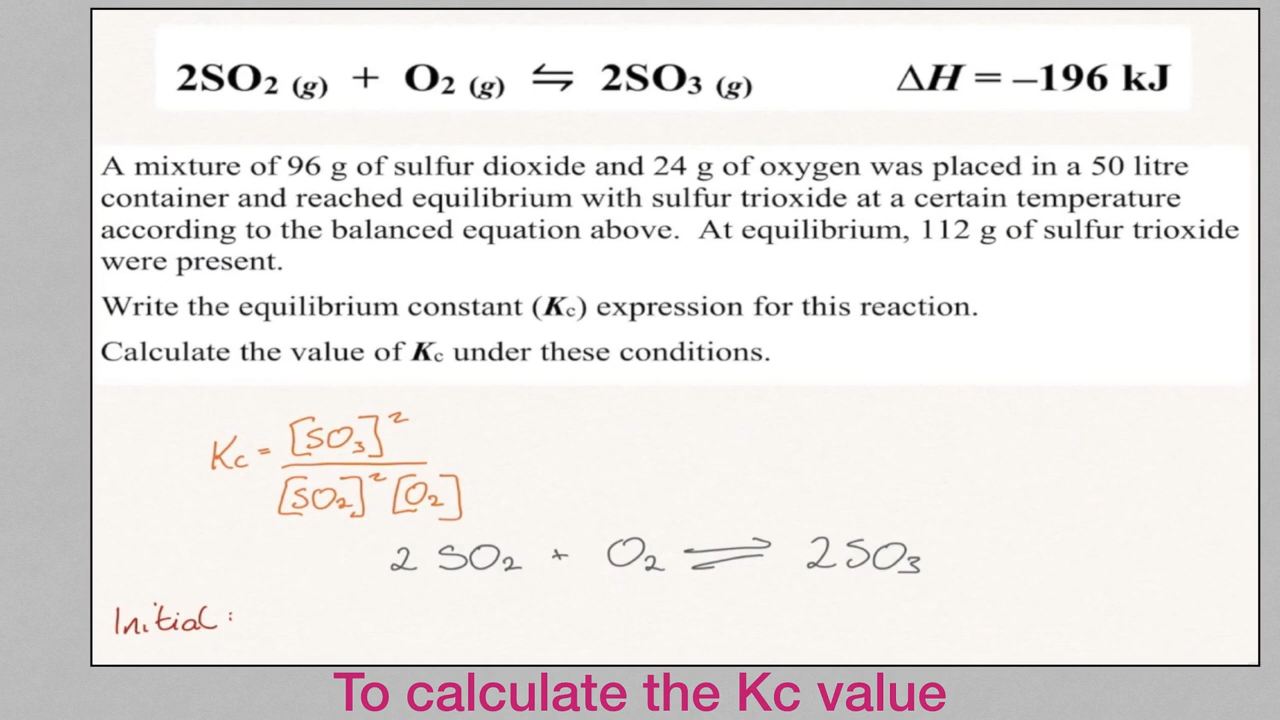 2SO₂ (g) + O₂ (g) ⇋ 2SO₃ (g) ΔH = –196 kJ
A mixture of 96 g of sulfur dioxide and 24 g of oxygen was placed in a 50 litre
container and reached equilibrium with sulfur trioxide at a certain temperature
according to the balanced equation above. At equilibrium, 112 g of sulfur trioxide
were present.
Write the equilibrium constant (Kc) expression for this reaction.
Calculate the value of Kc under these conditions.
Kc = [SO₃]²
[SO₂]² [O₂]
2 SO₂ + O₂ ⇌ 2SO₃
Initial:
To calculate the Kc value